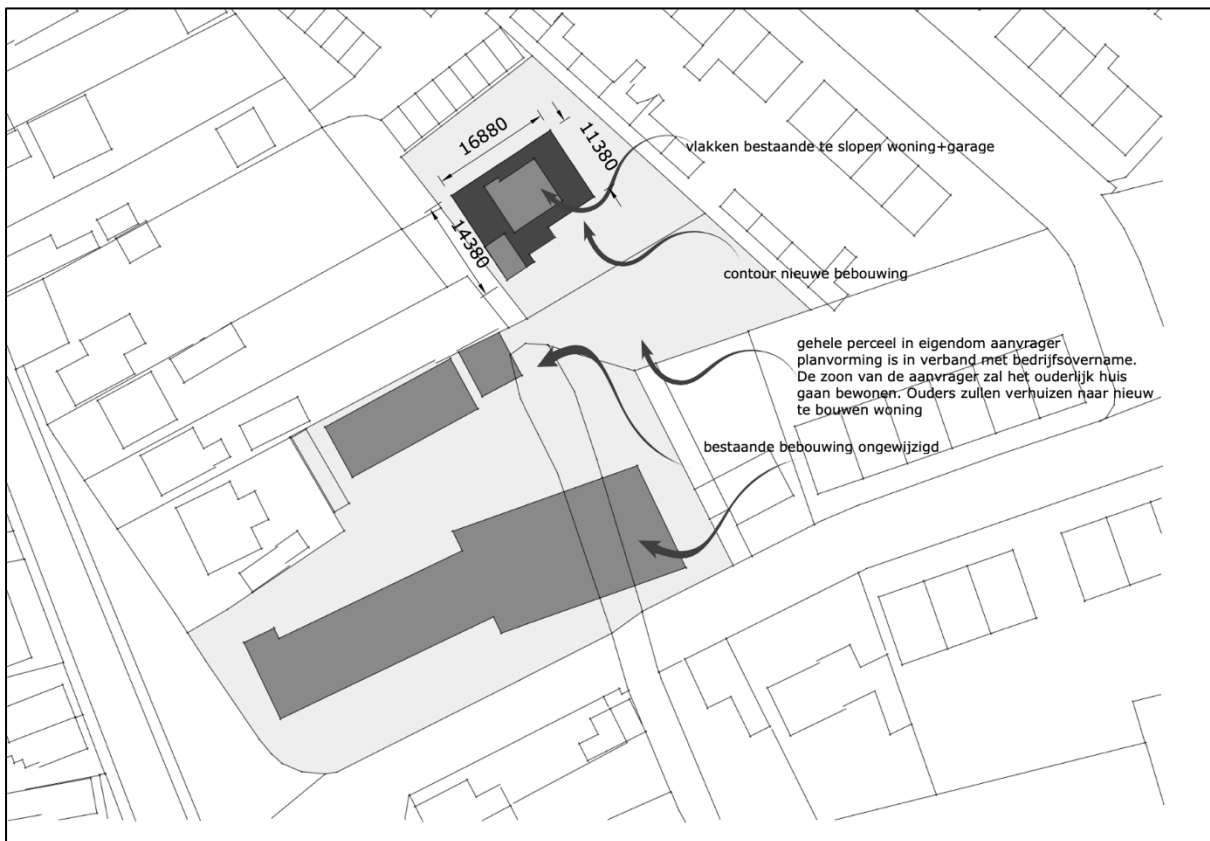 16880
11380
vlakken bestaande te slopen woning+garage
14380
contour nieuwe bebouwing
gehele perceel in eigendom aanvrager
planvorming is in verband met bedrijfsovername.
De zoon van de aanvrager zal het ouderlijk huis
gaan bewonen. Ouders zullen verhuizen naar nieuw
te bouwen woning
bestaande bebouwing ongewijzigd